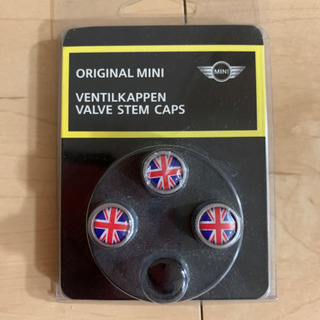 ORIGINAL MINI
MINI
VENTILKAPPEN
VALVE STEM CAPS